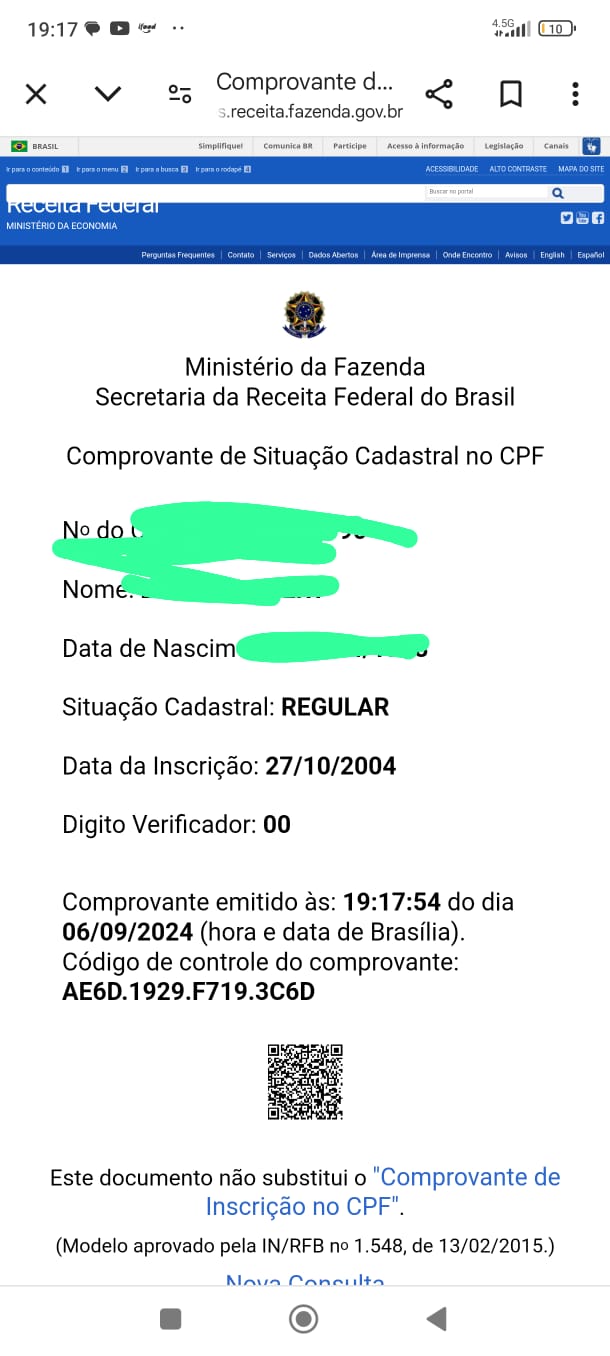 19:17
4.5G
10
Comprovante d...
s.receita.fazenda.gov.br
BRASIL Simplifique! Comunica BR Participe Acesso à informação Legislação Canais
Ir para o conteúdo 1 Ir para o menu 2 Ir para a busca 3 Ir para o rodapé 4 ACESSIBILIDADE ALTO CONTRASTE MAPA DO SITE
Buscar no portal
Receita Federal
MINISTÉRIO DA ECONOMIA
Perguntas Frequentes | Contato | Serviços | Dados Abertos | Área de Imprensa | Onde Encontro | Avisos | English | Español
Ministério da Fazenda
Secretaria da Receita Federal do Brasil
Comprovante de Situação Cadastral no CPF
Nº do
Nome:
Data de Nascim
Situação Cadastral: REGULAR
Data da Inscrição: 27/10/2004
Digito Verificador: 00
Comprovante emitido às: 19:17:54 do dia
06/09/2024 (hora e data de Brasília).
Código de controle do comprovante:
AE6D.1929.F719.3C6D
Este documento não substitui o "Comprovante de
Inscrição no CPF".
(Modelo aprovado pela IN/RFB nº 1.548, de 13/02/2015.)
Nova Consulta